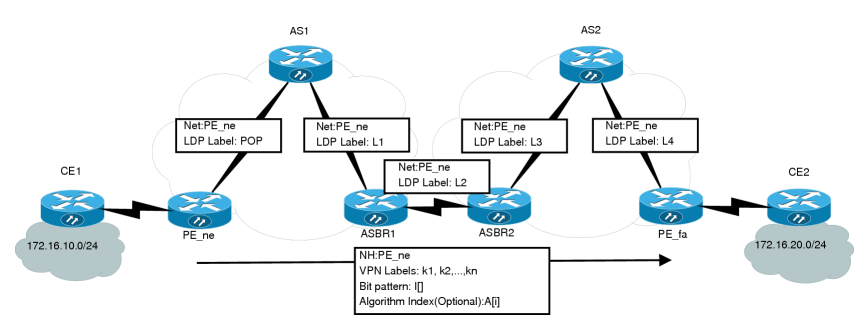 AS1
AS2
Net:PE_ne
LDP Label: POP
Net:PE_ne
LDP Label: L1
Net:PE_ne
LDP Label: L3
Net:PE_ne
LDP Label: L4
Net:PE_ne
LDP Label: L2
CE1
CE2
172.16.10.0/24
PE_ne
ASBR1
ASBR2
PE_fa
172.16.20.0/24
NH:PE_ne
VPN Labels: k1, k2,...,kn
Bit pattern: I[]
Algorithm Index(Optional):A[i]